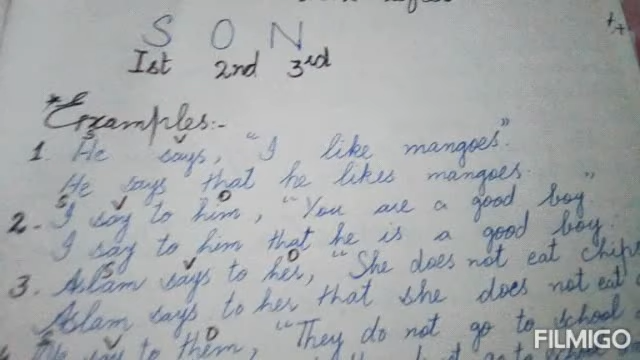 S O N
Ist 2nd 3rd
*Examples:-
S V
1. He says, "I like mangoes".
He says that he likes mangoes.
S V O
2. I say to him, "You are a good boy."
I say to him that he is a good boy.
S V O
3. Aslam says to her, "She does not eat chips
Aslam says to her that she does not eat
S V O
say to them, "They do not go to school
FILMIGO